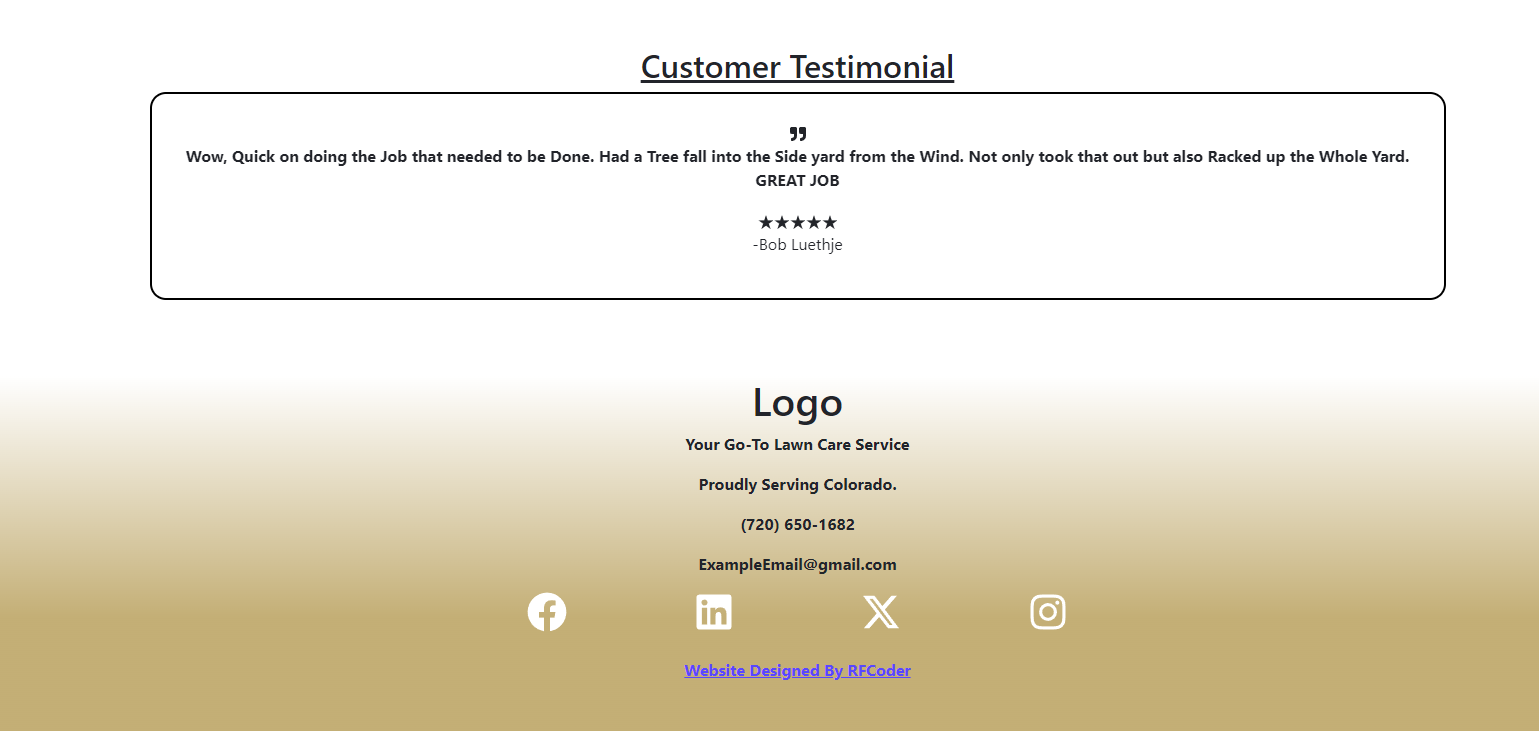 Customer Testimonial
”
Wow, Quick on doing the Job that needed to be Done. Had a Tree fall into the Side yard from the Wind. Not only took that out but also Racked up the Whole Yard.
GREAT JOB
★★★★★
-Bob Luethje
Logo
Your Go-To Lawn Care Service
Proudly Serving Colorado.
(720) 650-1682
ExampleEmail@gmail.com
Website Designed By RFCoder